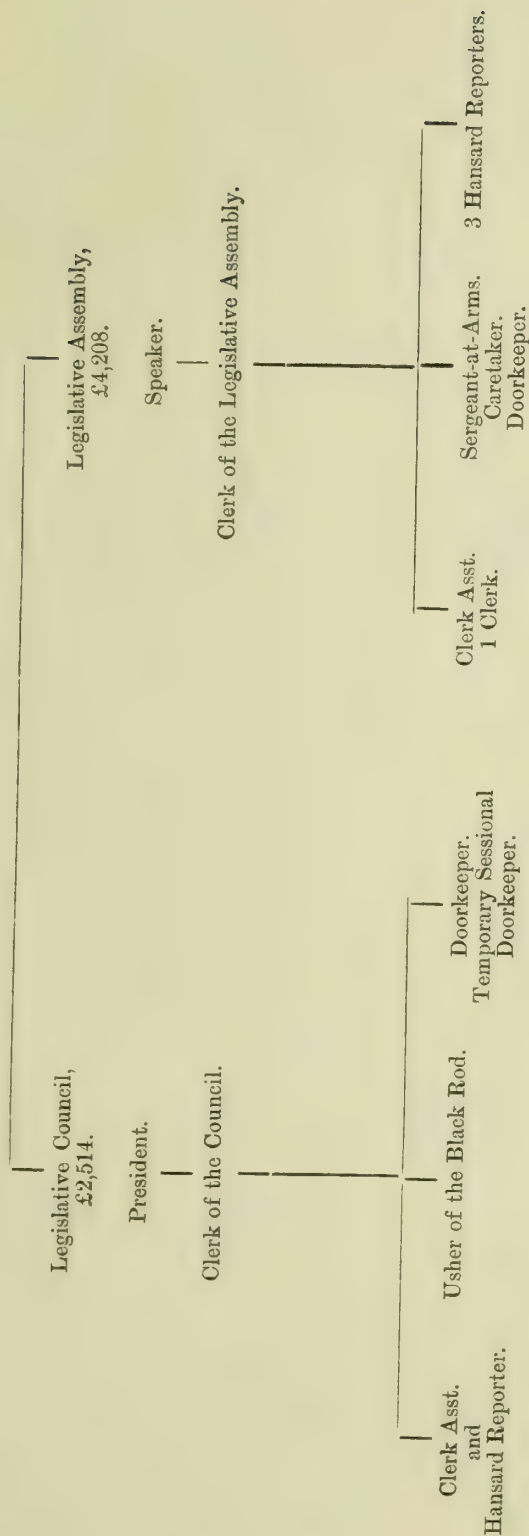 Legislative Council,
£2,514.
President.
Clerk of the Council.
Clerk Asst.
and
Hansard Reporter.
Usher of the Black Rod.
Doorkeeper.
Temporary Sessional
Doorkeeper.
Legislative Assembly,
£4,208.
Speaker.
Clerk of the Legislative Assembly.
Clerk Asst.
1 Clerk.
Sergeant-at-Arms.
Caretaker.
Doorkeeper.
3 Hansard Reporters.